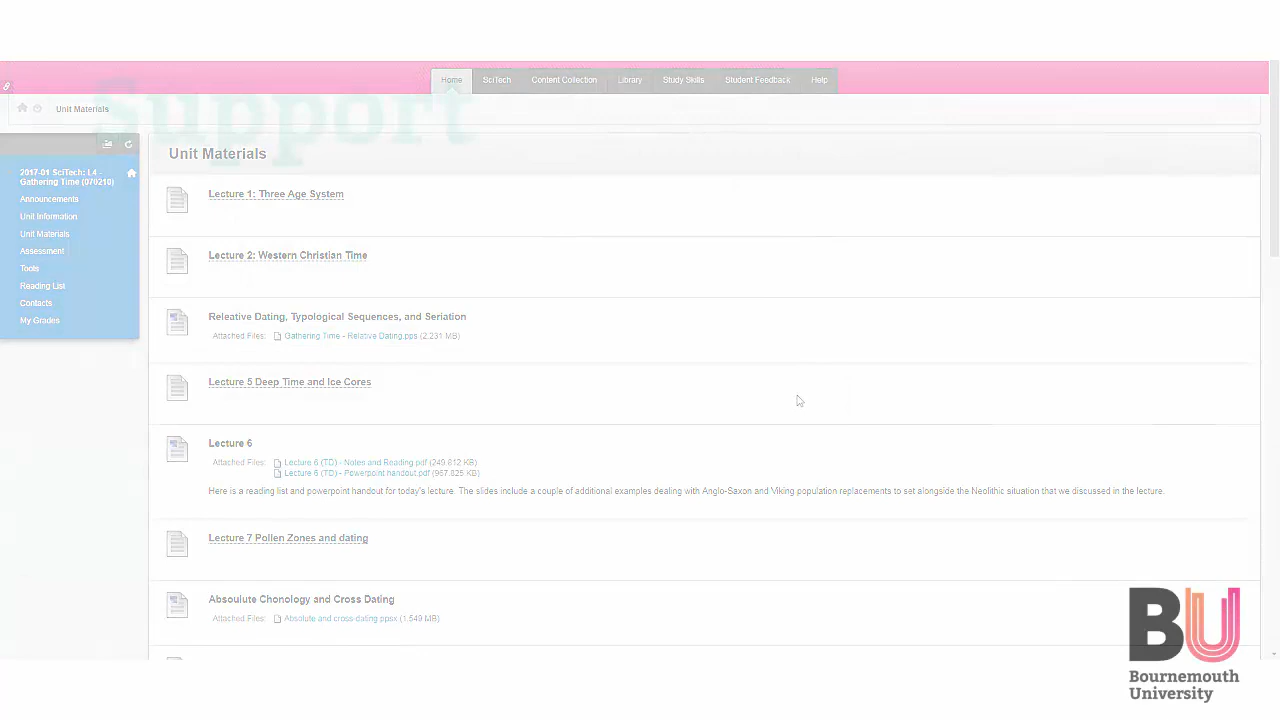 Support
Home SciTech Content Collection Library Study Skills Student Feedback Help
Unit Materials
2017-01 SciTech: L4 -
Gathering Time (070210)
Announcements
Unit Information
Unit Materials
Assessment
Tools
Reading List
Contacts
My Grades
Unit Materials
Lecture 1: Three Age System
Lecture 2: Western Christian Time
Releative Dating, Typological Sequences, and Seriation
Attached Files: Gathering Time - Relative Dating.pps (2.231 MB)
Lecture 5 Deep Time and Ice Cores
Lecture 6
Attached Files: Lecture 6 (TD) - Notes and Reading.pdf (249.812 KB)
Lecture 6 (TD) - Powerpoint handout.pdf (967.825 KB)
Here is a reading list and powerpoint handout for today's lecture. The slides include a couple of additional examples dealing with Anglo-Saxon and Viking population replacements to set alongside the Neolithic situation that we discussed in the lecture.
Lecture 7 Pollen Zones and dating
Absoulute Chonology and Cross Dating
Attached Files: Absolute and cross-dating.ppsx (1.549 MB)
BU
Bournemouth
University